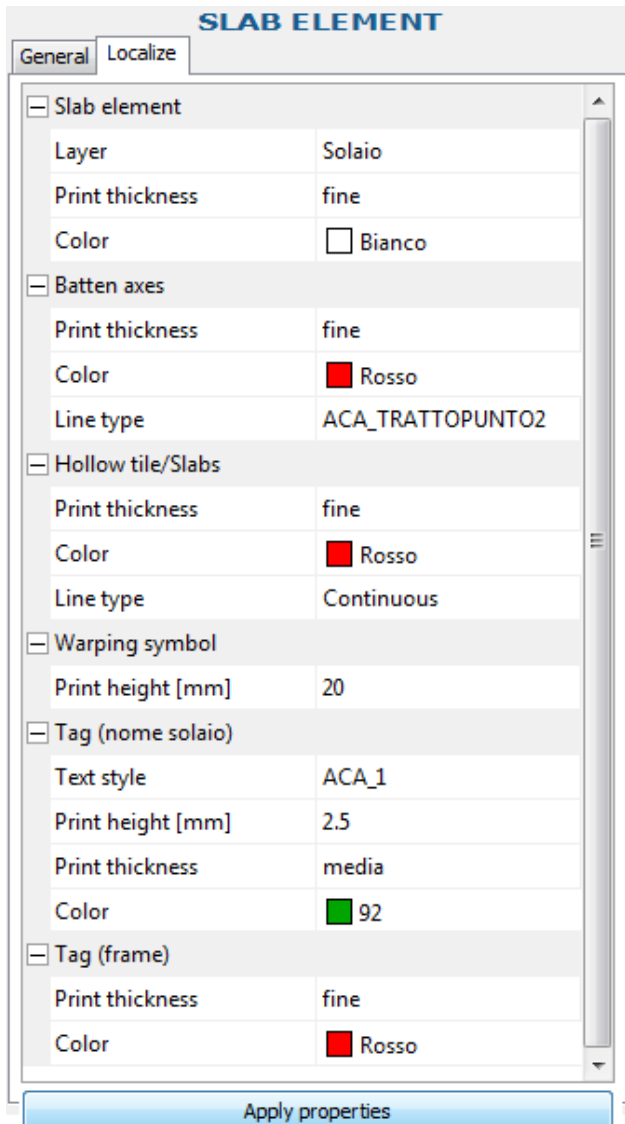 SLAB ELEMENT
General Localize
Slab element
Layer Solaio
Print thickness fine
Color Bianco
Batten axes
Print thickness fine
Color Rosso
Line type ACA_TRATTOPUNTO2
Hollow tile/Slabs
Print thickness fine
Color Rosso
Line type Continuous
Warping symbol
Print height [mm] 20
Tag (nome solaio)
Text style ACA_1
Print height [mm] 2.5
Print thickness media
Color 92
Tag (frame)
Print thickness fine
Color Rosso
Apply properties